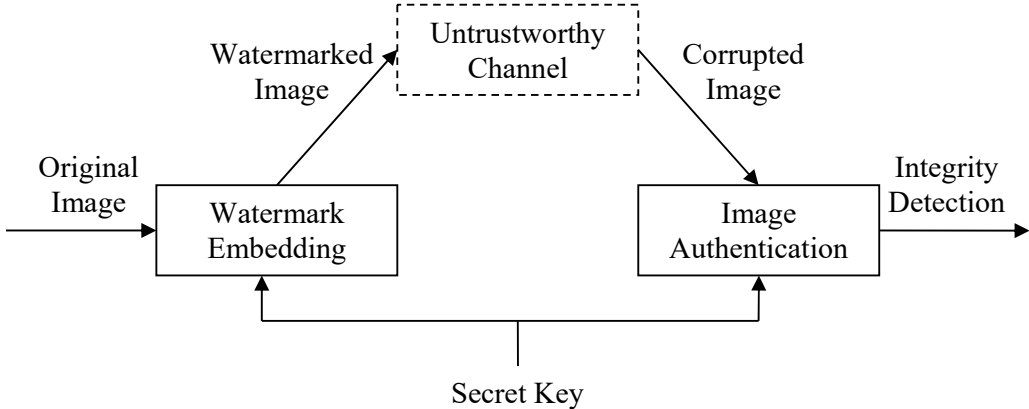 Untrustworthy
Channel
Watermarked
Image
Corrupted
Image
Original
Image
Watermark
Embedding
Image
Authentication
Integrity
Detection
Secret Key